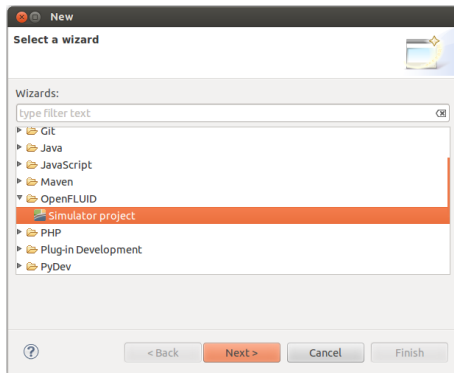 New
Select a wizard
Wizards:
type filter text
Git
Java
JavaScript
Maven
OpenFLUID
Simulator project
PHP
Plug-in Development
PyDev
? < Back Next > Cancel Finish